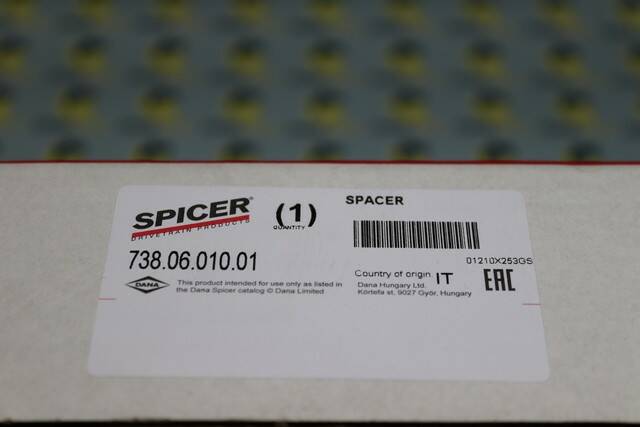 SPICER®
DRIVETRAIN PRODUCTS
(1)
QUANTITY
SPACER
738.06.010.01
01210X253GS
DANA
This product intended for use only as listed in
the Dana Spicer catalog © Dana Limited
Country of origin: IT
Dana Hungary Ltd.
Körtefa st, 9027 Győr, Hungary
EAC